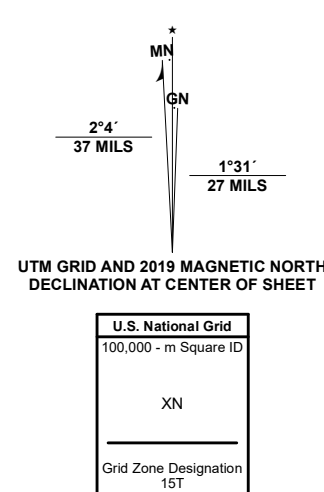 ★
MN
GN
2°4´
37 MILS
1°31´
27 MILS
UTM GRID AND 2019 MAGNETIC NORTH
DECLINATION AT CENTER OF SHEET
U.S. National Grid
100,000 - m Square ID
XN
Grid Zone Designation
15T